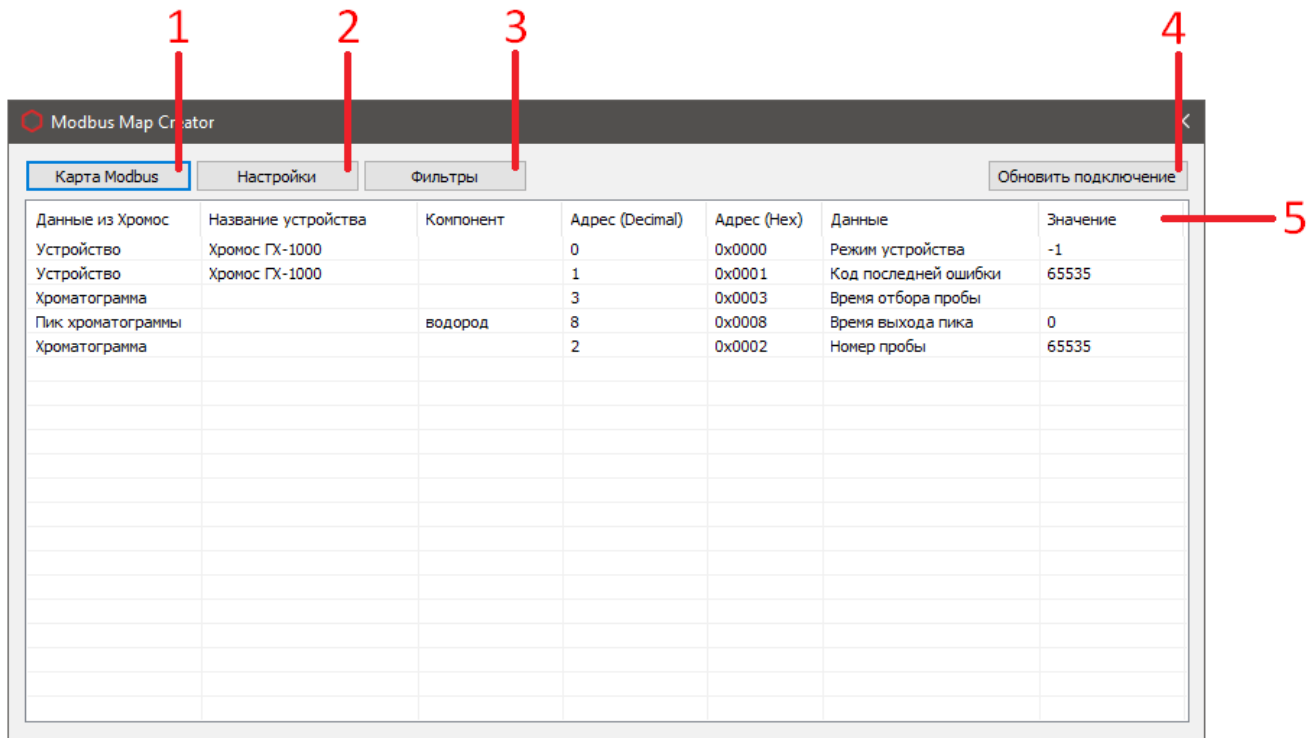 1 2 3 4
Modbus Map Creator
Карта Modbus Настройки Фильтры Обновить подключение
Данные из Хромос Название устройства Компонент Адрес (Decimal) Адрес (Hex) Данные Значение 5
Устройство Хромос ГХ-1000 0 0x0000 Режим устройства -1
Устройство Хромос ГХ-1000 1 0x0001 Код последней ошибки 65535
Хроматограмма 3 0x0003 Время отбора пробы
Пик хроматограммы водород 8 0x0008 Время выхода пика 0
Хроматограмма 2 0x0002 Номер пробы 65535